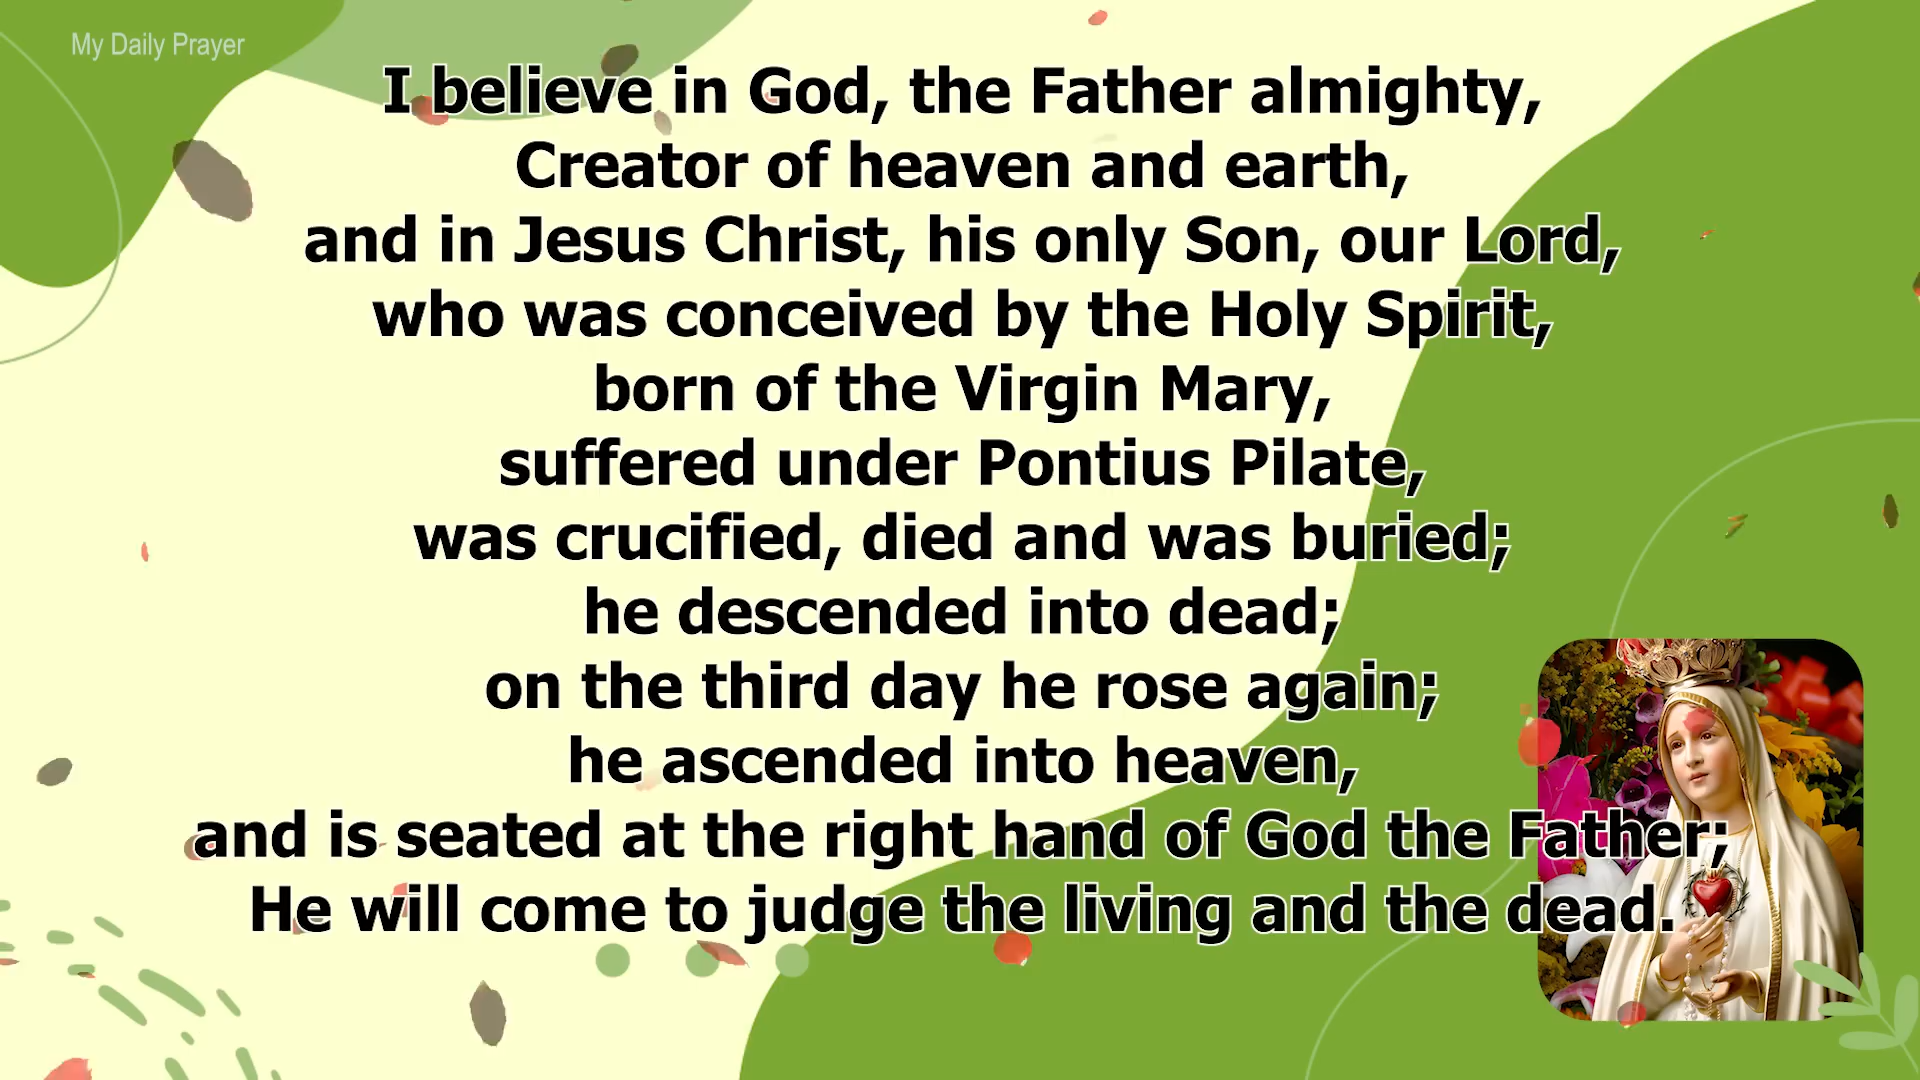 My Daily Prayer
I believe in God, the Father almighty,
Creator of heaven and earth,
and in Jesus Christ, his only Son, our Lord,
who was conceived by the Holy Spirit,
born of the Virgin Mary,
suffered under Pontius Pilate,
was crucified, died and was buried;
he descended into dead;
on the third day he rose again;
he ascended into heaven,
and is seated at the right hand of God the Father;
He will come to judge the living and the dead.